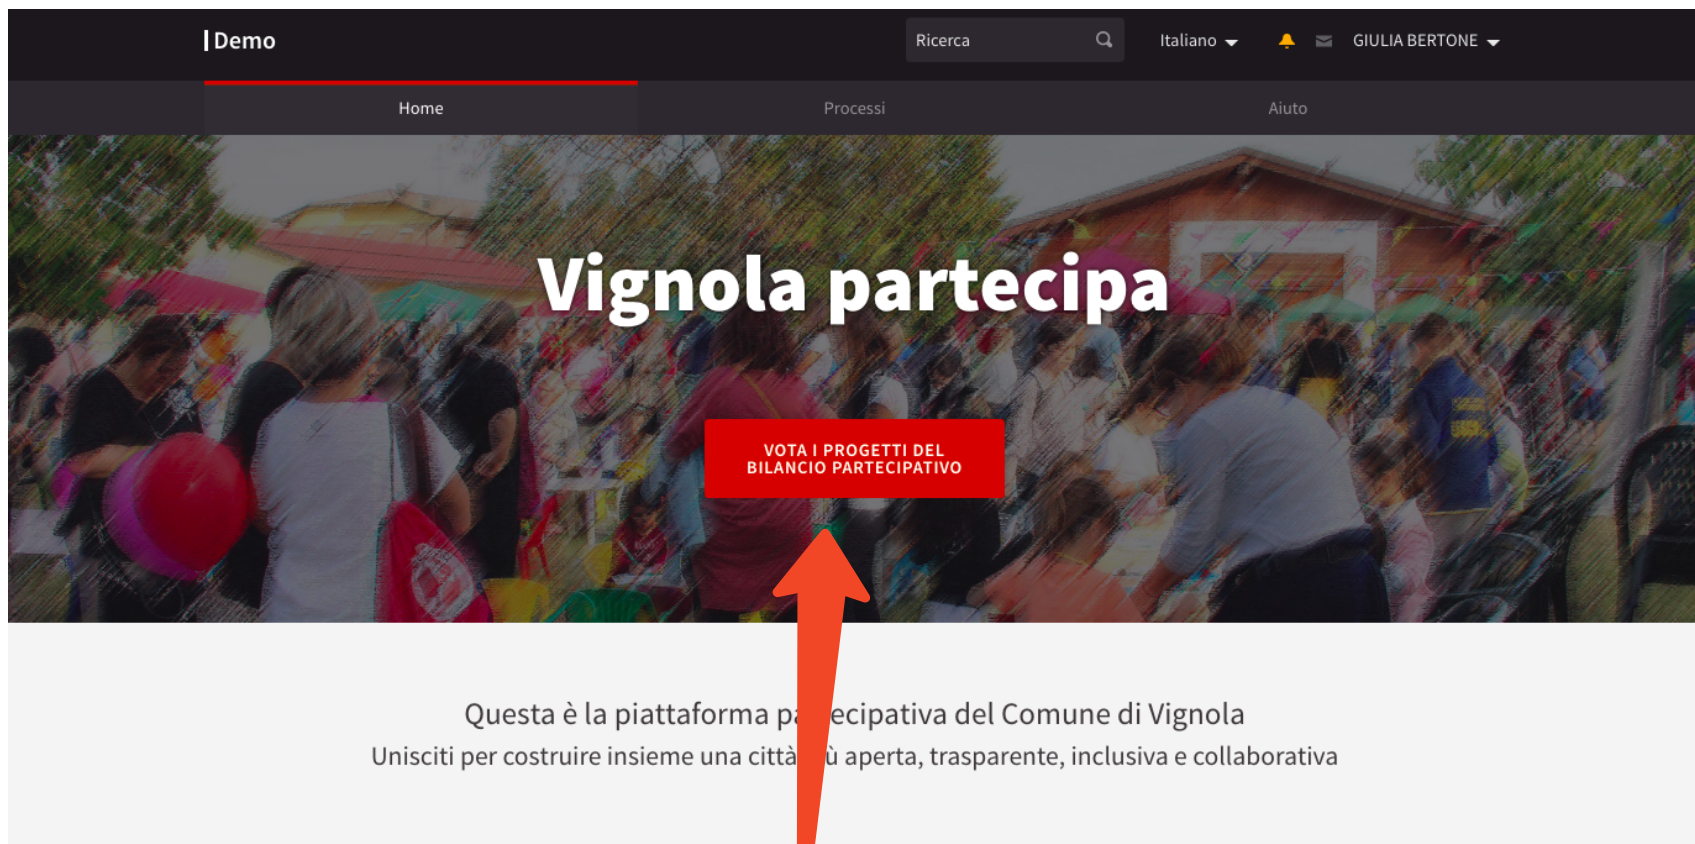 Demo
Ricerca
Italiano
GIULIA BERTONE
Home
Processi
Aiuto
Vignola partecipa
VOTA I PROGETTI DEL
BILANCIO PARTECIPATIVO
Questa è la piattaforma pa ecipativa del Comune di Vignola
Unisciti per costruire insieme una città ù aperta, trasparente, inclusiva e collaborativa